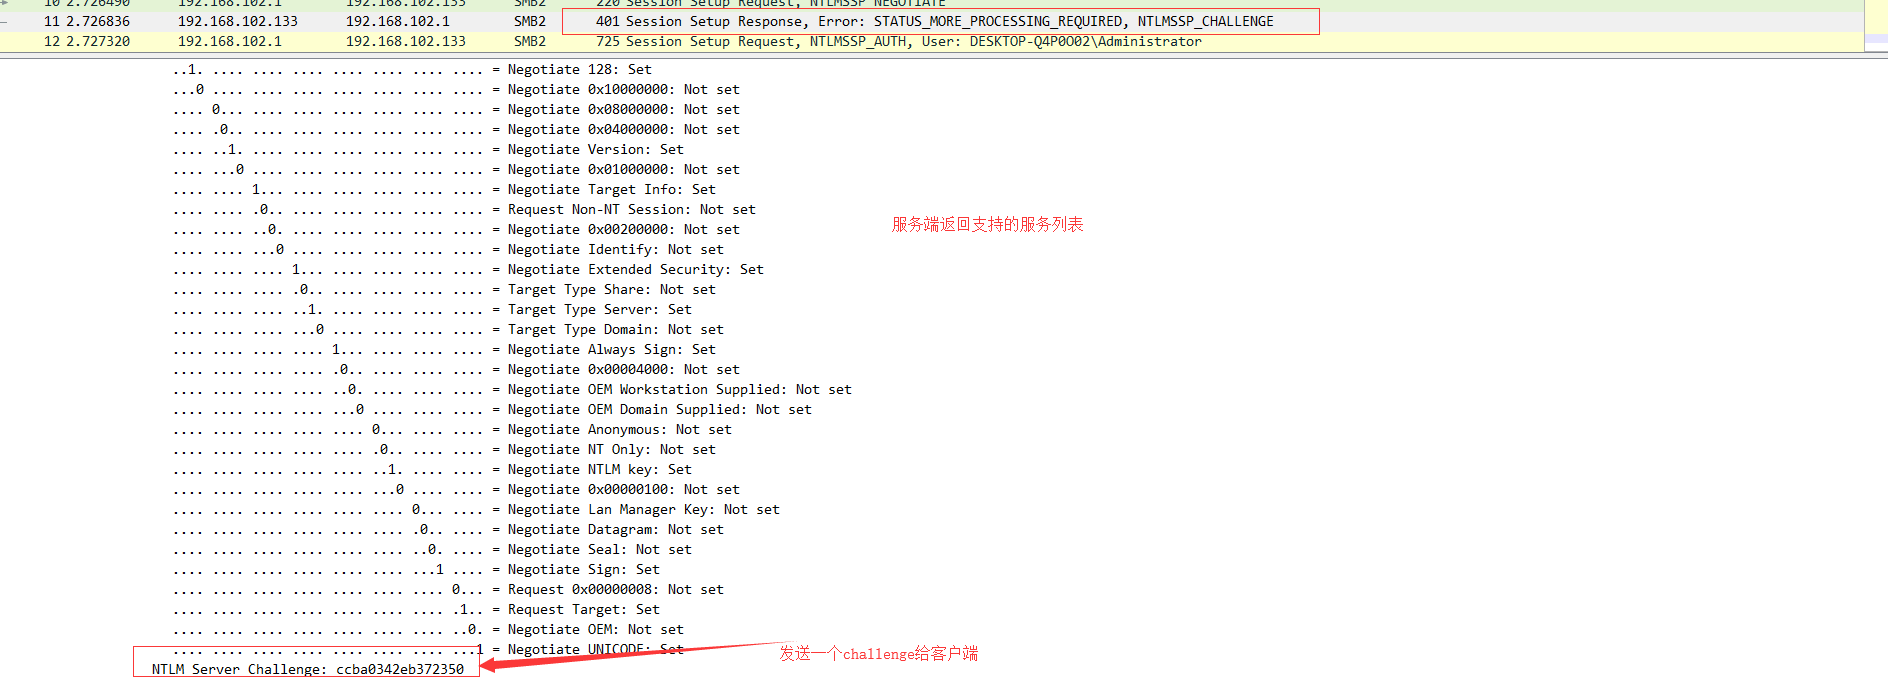 10 2.726490 192.168.102.1 192.168.102.133 SMB2 220 Session Setup Request, NTLMSSP_NEGOTIATE
11 2.726836 192.168.102.133 192.168.102.1 SMB2 401 Session Setup Response, Error: STATUS_MORE_PROCESSING_REQUIRED, NTLMSSP_CHALLENGE
12 2.727320 192.168.102.1 192.168.102.133 SMB2 725 Session Setup Request, NTLMSSP_AUTH, User: DESKTOP-Q4P0O02\Administrator
..1. .... .... .... .... .... .... .... = Negotiate 128: Set
...0 .... .... .... .... .... .... .... = Negotiate 0x10000000: Not set
.... 0... .... .... .... .... .... .... = Negotiate 0x08000000: Not set
.... .0.. .... .... .... .... .... .... = Negotiate 0x04000000: Not set
.... ..1. .... .... .... .... .... .... = Negotiate Version: Set
.... ...0 .... .... .... .... .... .... = Negotiate 0x01000000: Not set
.... .... 1... .... .... .... .... .... = Negotiate Target Info: Set
.... .... .0.. .... .... .... .... .... = Request Non-NT Session: Not set
服务端返回支持的服务列表
.... .... ..0. .... .... .... .... .... = Negotiate 0x00200000: Not set
.... .... ...0 .... .... .... .... .... = Negotiate Identify: Not set
.... .... .... 1... .... .... .... .... = Negotiate Extended Security: Set
.... .... .... .0.. .... .... .... .... = Target Type Share: Not set
.... .... .... ..1. .... .... .... .... = Target Type Server: Set
.... .... .... ...0 .... .... .... .... = Target Type Domain: Not set
.... .... .... .... 1... .... .... .... = Negotiate Always Sign: Set
.... .... .... .... .0.. .... .... .... = Negotiate 0x00004000: Not set
.... .... .... .... ..0. .... .... .... = Negotiate OEM Workstation Supplied: Not set
.... .... .... .... ...0 .... .... .... = Negotiate OEM Domain Supplied: Not set
.... .... .... .... .... 0... .... .... = Negotiate Anonymous: Not set
.... .... .... .... .... .0.. .... .... = Negotiate NT Only: Not set
.... .... .... .... .... ..1. .... .... = Negotiate NTLM key: Set
.... .... .... .... .... ...0 .... .... = Negotiate 0x00000100: Not set
.... .... .... .... .... .... 0... .... = Negotiate Lan Manager Key: Not set
.... .... .... .... .... .... .0.. .... = Negotiate Datagram: Not set
.... .... .... .... .... .... ..0. .... = Negotiate Seal: Not set
.... .... .... .... .... .... ...1 .... = Negotiate Sign: Set
.... .... .... .... .... .... .... 0... = Request 0x00000008: Not set
.... .... .... .... .... .... .... .1.. = Request Target: Set
.... .... .... .... .... .... .... ..0. = Negotiate OEM: Not set
.... .... .... .... .... .... .... ...1 = Negotiate UNICODE: Set
发送一个challenge给客户端
NTLM Server Challenge: ccba0342eb372350